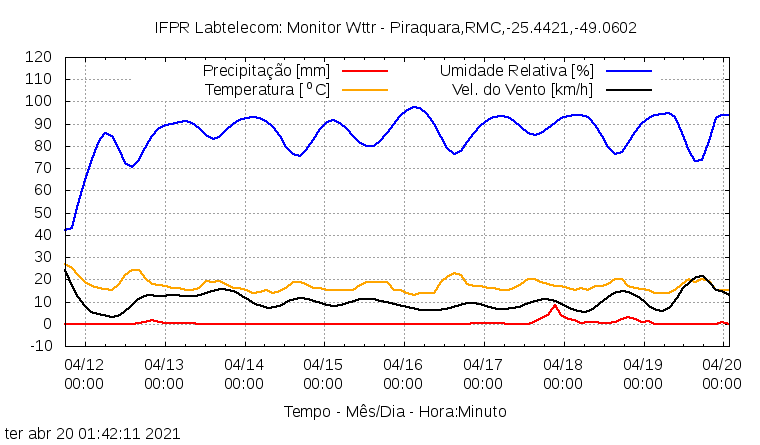 IFPR Labtelecom: Monitor Wttr - Piraquara,RMC,-25.4421,-49.0602
Precipitação [mm]
Temperatura [ ⁰C]
Umidade Relativa [%]
Vel. do Vento [km/h]
120
110
100
90
80
70
60
50
40
30
20
10
0
-10
04/12 04/13 04/14 04/15 04/16 04/17 04/18 04/19 04/20
00:00 00:00 00:00 00:00 00:00 00:00 00:00 00:00 00:00
Tempo - Mês/Dia - Hora:Minuto
ter abr 20 01:42:11 2021